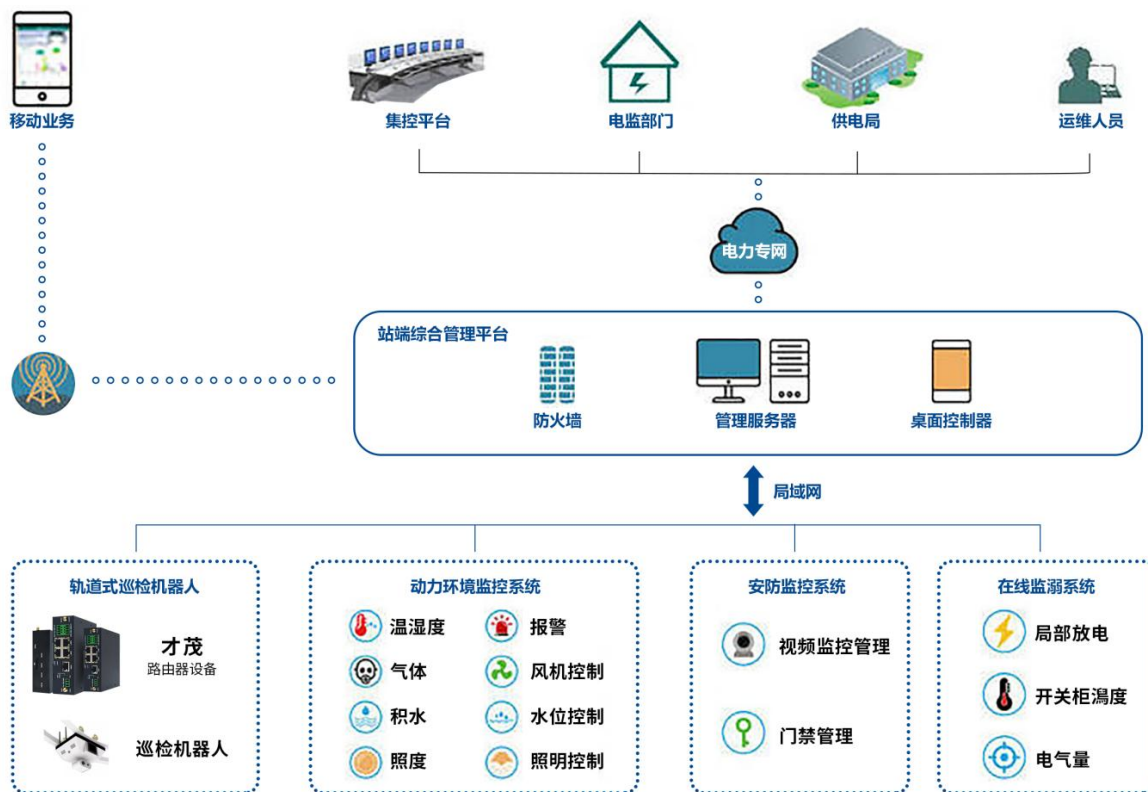 移动业务
集控平台
电监部门
供电局
运维人员
电力专网
站端综合管理平台
防火墙
管理服务器
桌面控制器
局域网
轨道式巡检机器人
才茂
路由器设备
巡检机器人
动力环境监控系统
温湿度
报警
气体
风机控制
积水
水位控制
照度
照明控制
安防监控系统
视频监控管理
门禁管理
在线监溺系统
局部放电
开关柜潟度
电气量